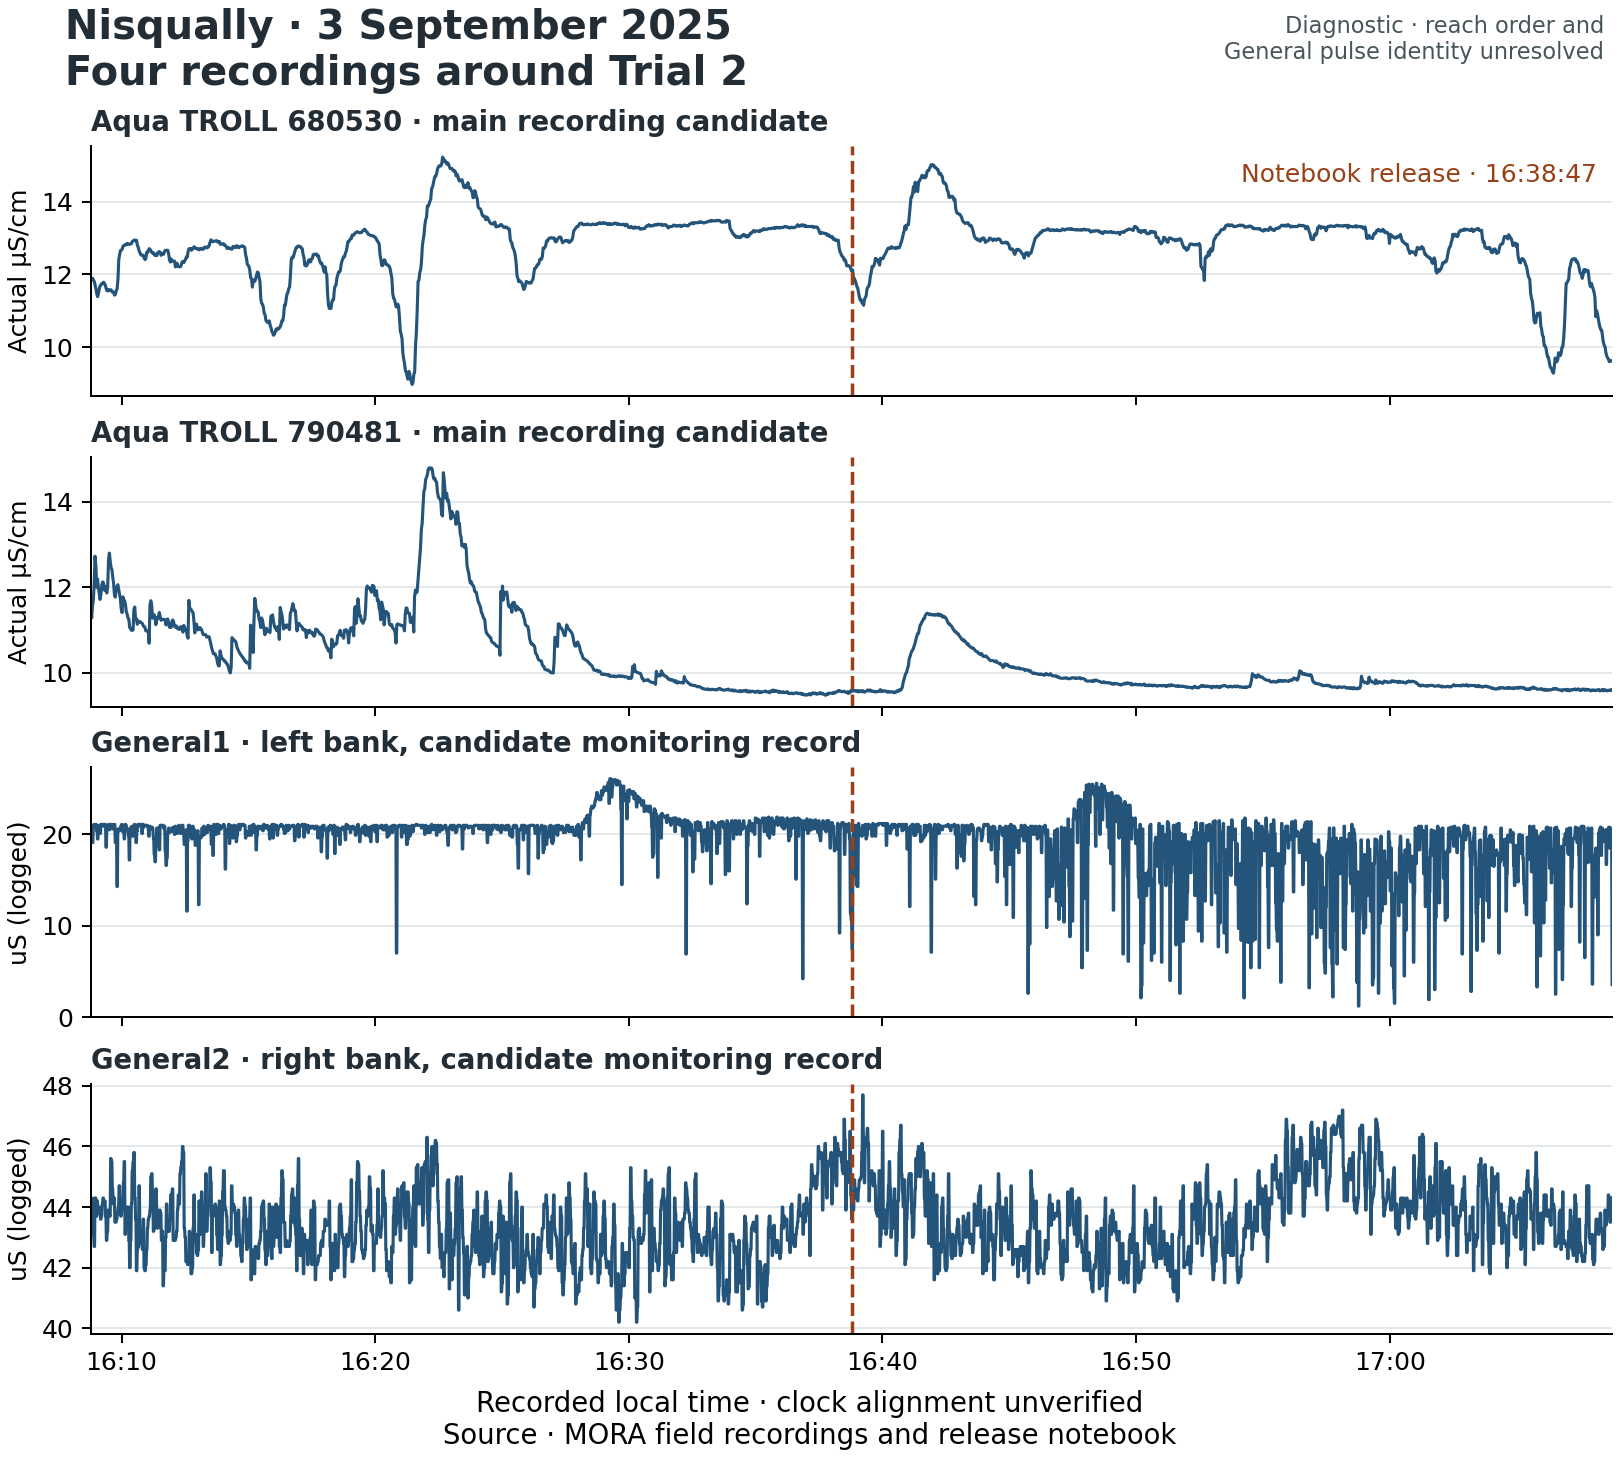 Nisqually · 3 September 2025
Four recordings around Trial 2
Diagnostic · reach order and
General pulse identity unresolved
Aqua TROLL 680530 · main recording candidate
Notebook release · 16:38:47
Actual µS/cm
14
12
10
Aqua TROLL 790481 · main recording candidate
Actual µS/cm
14
12
10
General1 · left bank, candidate monitoring record
uS (logged)
20
10
0
General2 · right bank, candidate monitoring record
uS (logged)
48
46
44
42
40
16:10 16:20 16:30 16:40 16:50 17:00
Recorded local time · clock alignment unverified
Source · MORA field recordings and release notebook